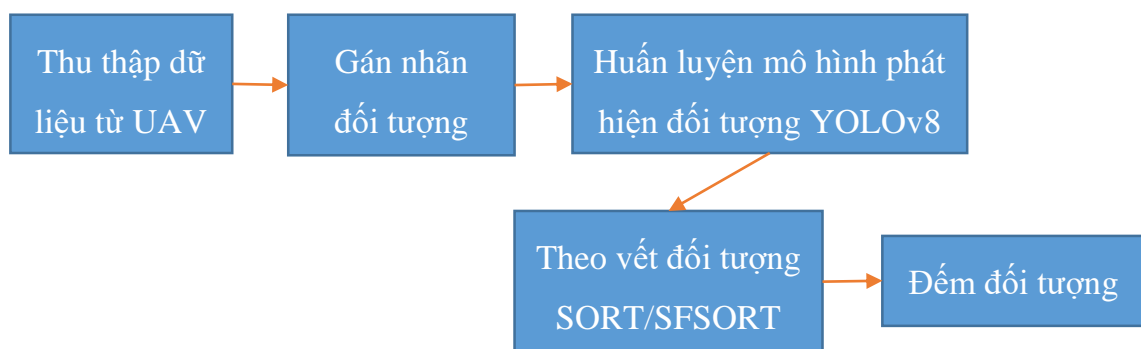 Thu thập dữ
liệu từ UAV
Gán nhãn
đối tượng
Huấn luyện mô hình phát
hiện đối tượng YOLOv8
Theo vết đối tượng
SORT/SFSORT
Đếm đối tượng